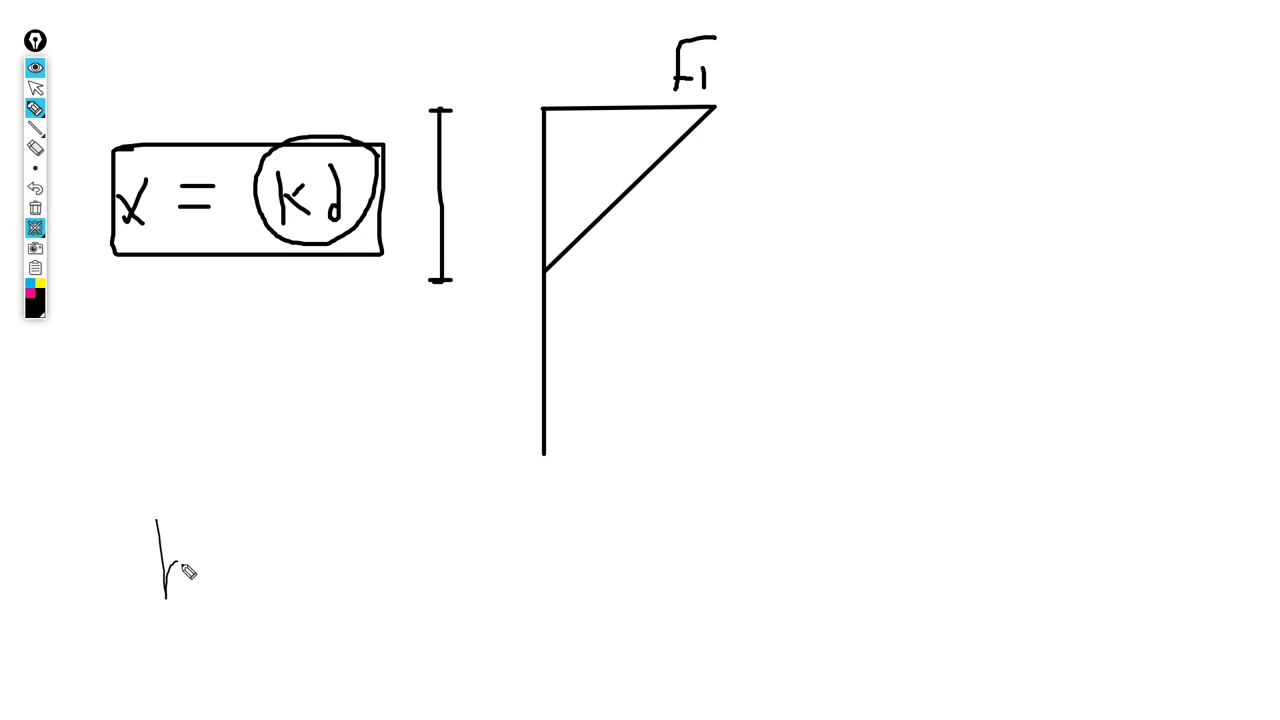 F1
x = kd
h